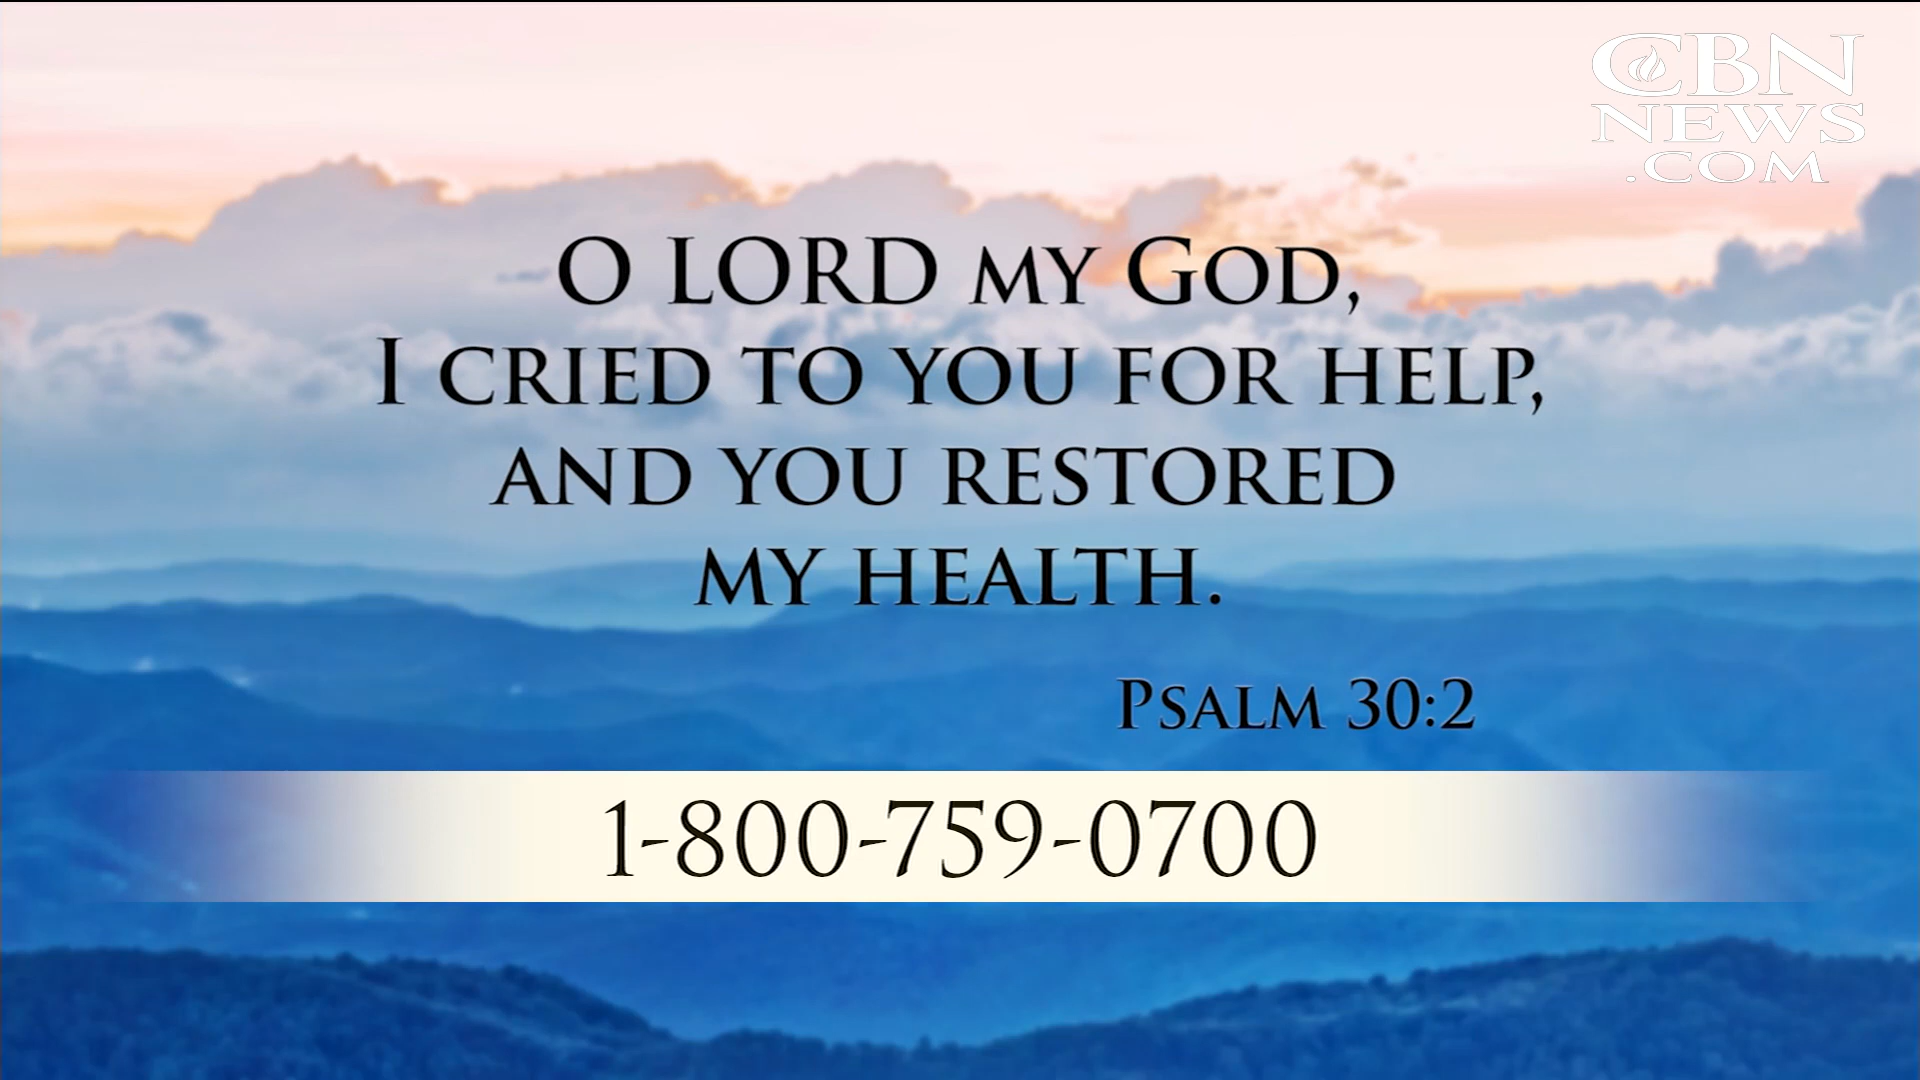 CBN
NEWS
.COM
O LORD MY GOD,
I CRIED TO YOU FOR HELP,
AND YOU RESTORED
MY HEALTH.
PSALM 30:2
1-800-759-0700